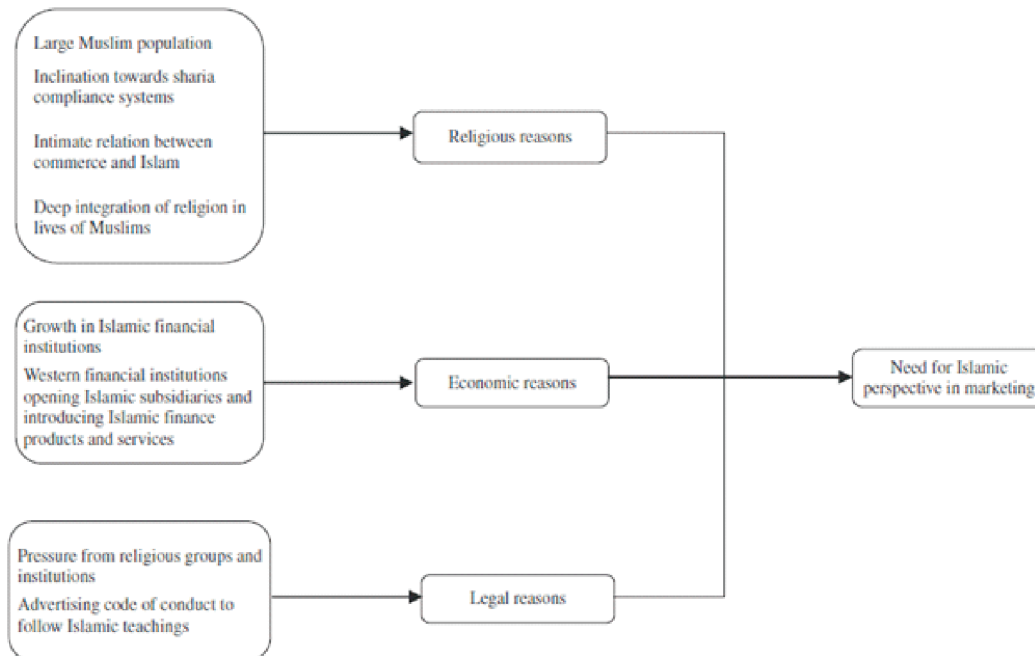 Large Muslim population
Inclination towards sharia
compliance systems
Intimate relation between
commerce and Islam
Deep integration of religion in
lives of Muslims
Religious reasons
Growth in Islamic financial
institutions
Western financial institutions
opening Islamic subsidiaries and
introducing Islamic finance
products and services
Economic reasons
Need for Islamic
perspective in marketing
Pressure from religious groups and
institutions
Advertising code of conduct to
follow Islamic teachings
Legal reasons